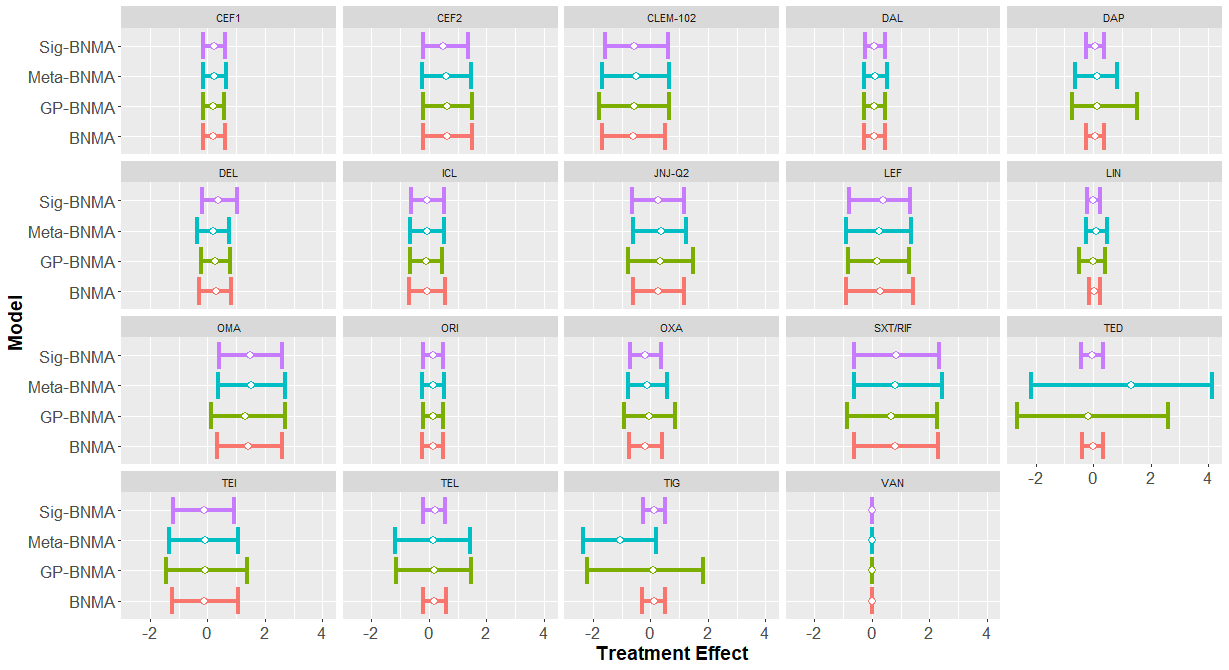 CEF1 CEF2 CLEM-102 DAL DAP
Sig-BNMA
Meta-BNMA
GP-BNMA
BNMA
DEL ICL JNJ-Q2 LEF LIN
Sig-BNMA
Meta-BNMA
GP-BNMA
BNMA
Model
OMA ORI OXA SXT/RIF TED
Sig-BNMA
Meta-BNMA
GP-BNMA
BNMA
-2 0 2 4
TEI TEL TIG VAN
Sig-BNMA
Meta-BNMA
GP-BNMA
BNMA
-2 0 2 4 -2 0 2 4 -2 0 2 4 -2 0 2 4
Treatment Effect